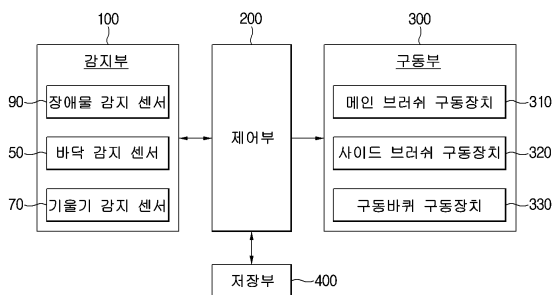 100
200
300
감지부
구동부
90
장애물 감지 센서
50
바닥 감지 센서
70
기울기 감지 센서
제어부
메인 브러쉬 구동장치
310
사이드 브러쉬 구동장치
320
구동바퀴 구동장치
330
저장부
400